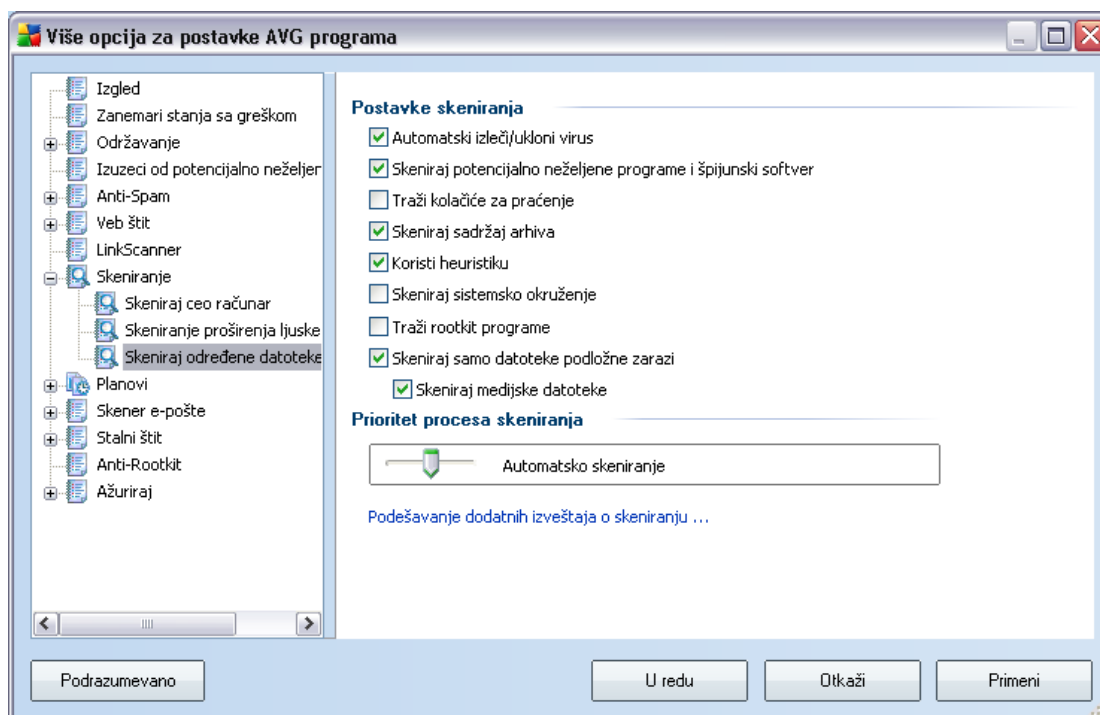 Više opcija za postavke AVG programa
Izgled
Zanemari stanja sa greškom
Održavanje
Izuzeci od potencijalno neželjer
Anti-Spam
Veb štit
LinkScanner
Skeniranje
Skeniraj ceo računar
Skeniranje proširenja ljuske
Skeniraj određene datoteke
Planovi
Skener e-pošte
Stalni štit
Anti-Rootkit
Ažuriraj
Postavke skeniranja
Automatski izleči/ukloni virus
Skeniraj potencijalno neželjene programe i špijunski softver
Traži kolačiće za praćenje
Skeniraj sadržaj arhiva
Koristi heuristiku
Skeniraj sistemsko okruženje
Traži rootkit programe
Skeniraj samo datoteke podložne zarazi
Skeniraj medijske datoteke
Prioritet procesa skeniranja
Automatsko skeniranje
Podešavanje dodatnih izveštaja o skeniranju ...
Podrazumevano
U redu
Otkaži
Primeni